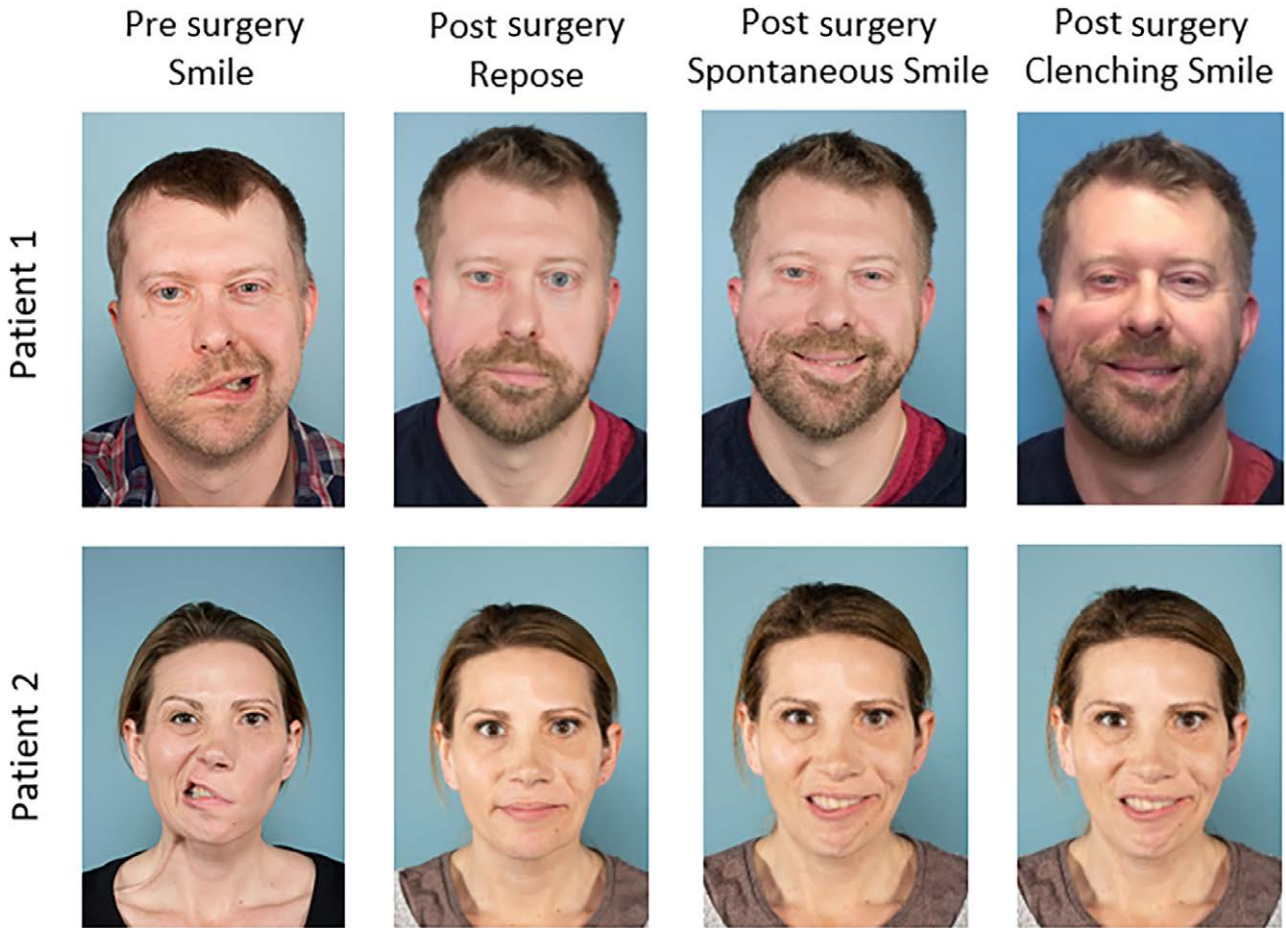 Pre surgery
Smile
Post surgery
Repose
Post surgery
Spontaneous Smile
Post surgery
Clenching Smile
Patient 1
Patient 2